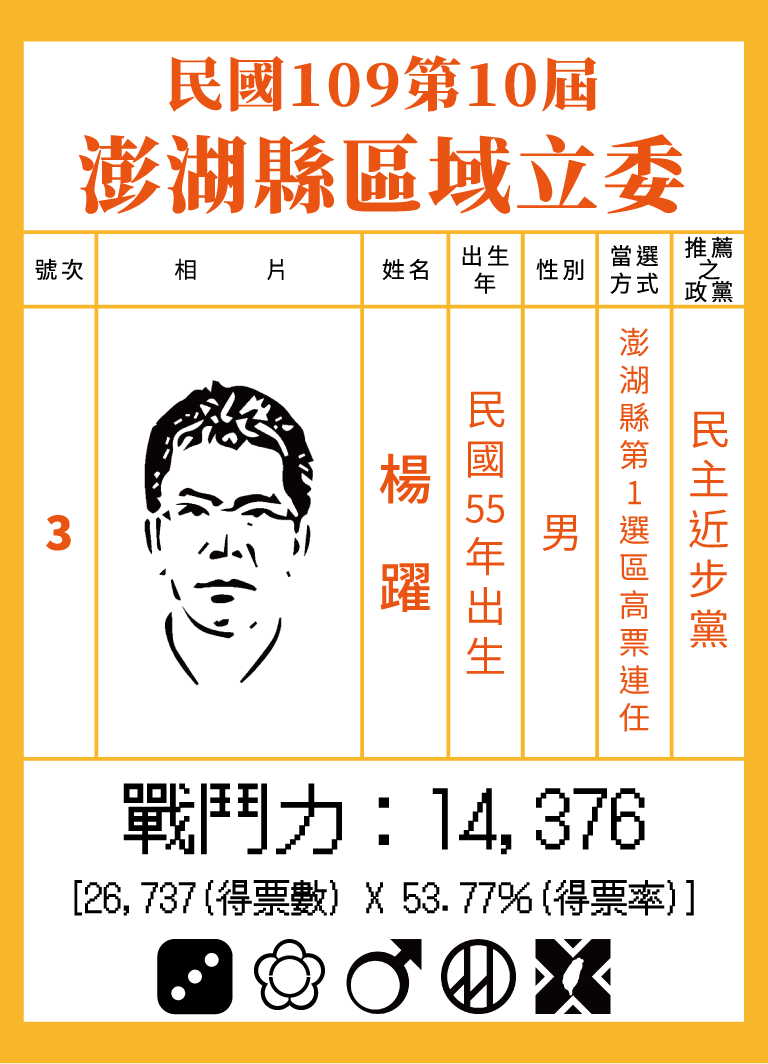 民國109第10屆
澎湖縣區域立委
號次
相 片
姓名
出生
年
性別
當選
方式
推薦
之
政黨
3
楊躍
民國55年出生
男
澎湖縣第1選區高票連任
民主近步黨
戰鬥力：14,376
[26,737(得票數) X 53.77%(得票率)]